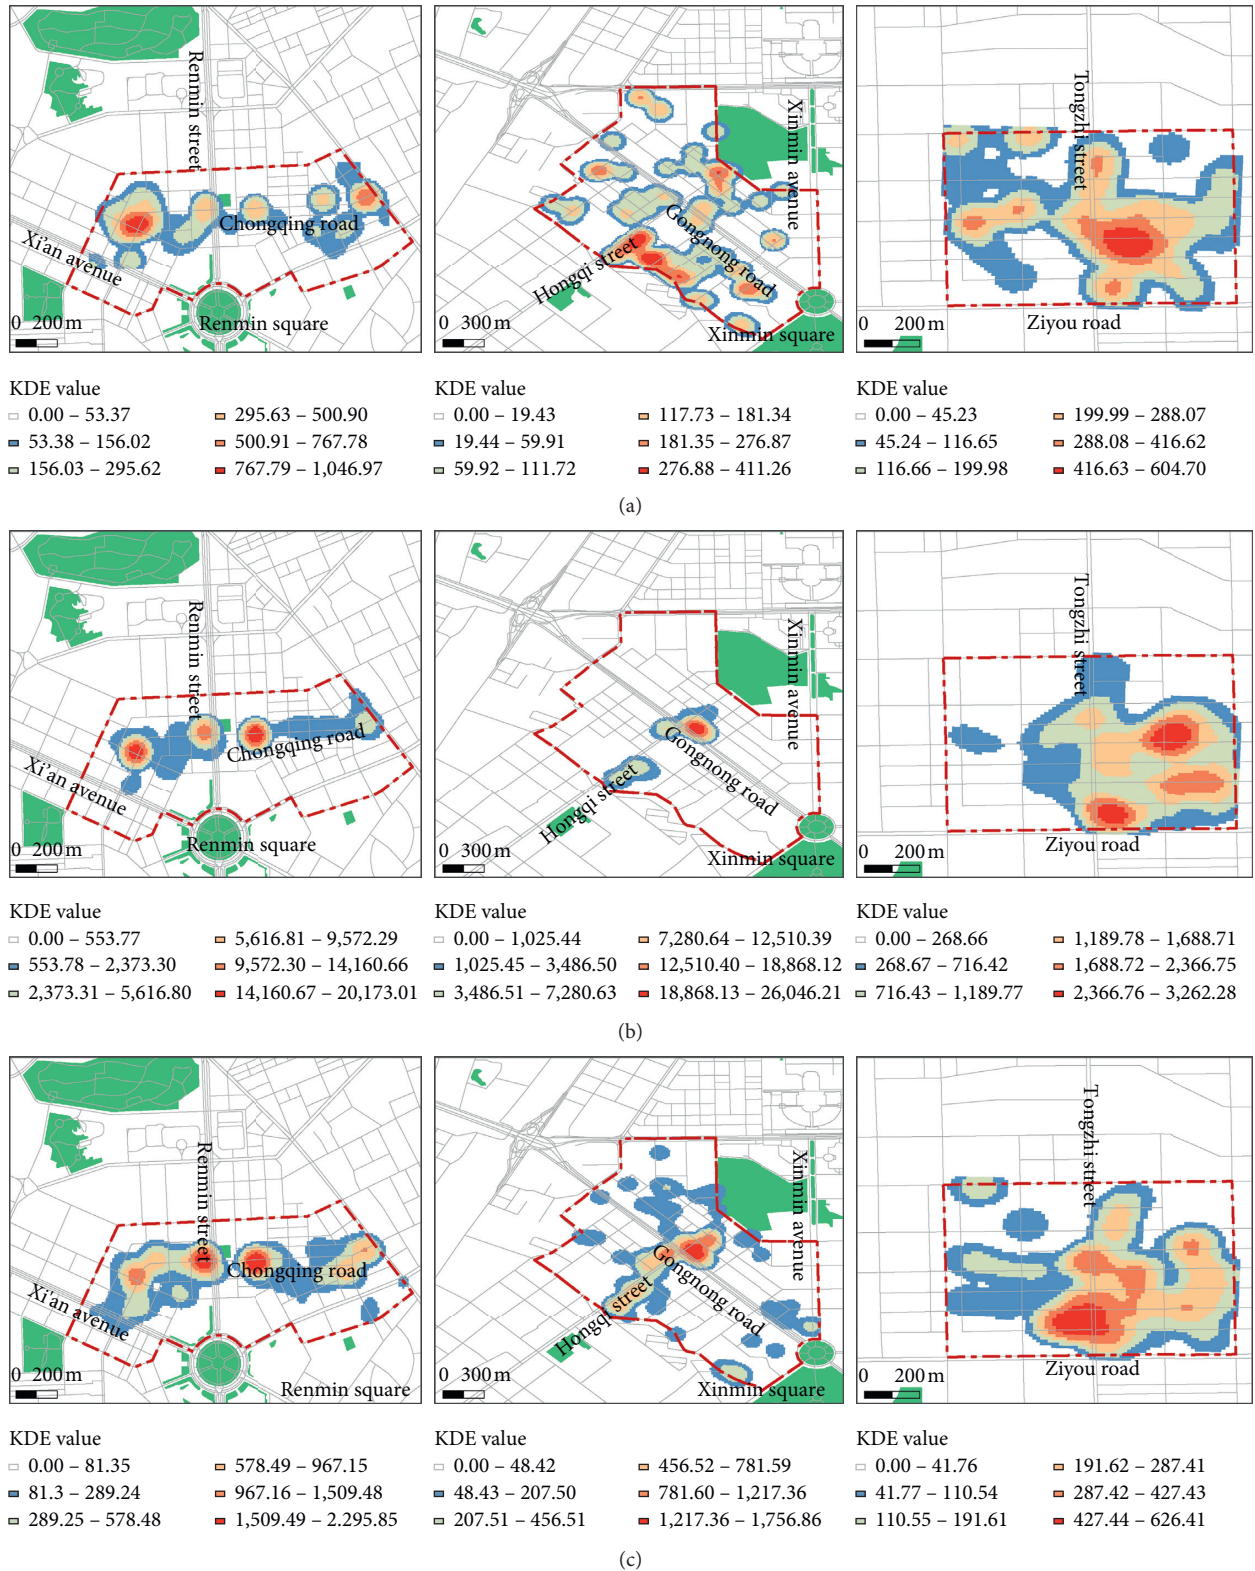 Renmin street
Chongqing road
Xi'an avenue
Renmin square
0 200 m
Xinmin avenue
Gongnong road
Hongqi street
Xinmin square
0 300 m
Tongzhi street
Ziyou road
0 200 m
KDE value
0.00 – 53.37
53.38 – 156.02
156.03 – 295.62
295.63 – 500.90
500.91 – 767.78
767.79 – 1,046.97
KDE value
0.00 – 19.43
19.44 – 59.91
59.92 – 111.72
117.73 – 181.34
181.35 – 276.87
276.88 – 411.26
KDE value
0.00 – 45.23
45.24 – 116.65
116.66 – 199.98
199.99 – 288.07
288.08 – 416.62
416.63 – 604.70
(a)
Renmin street
Chongqing road
Xi'an avenue
Renmin square
0 200 m
Xinmin avenue
Gongnong road
Hongqi street
Xinmin square
0 300 m
Tongzhi street
Ziyou road
0 200 m
KDE value
0.00 – 553.77
553.78 – 2,373.30
2,373.31 – 5,616.80
5,616.81 – 9,572.29
9,572.30 – 14,160.66
14,160.67 – 20,173.01
KDE value
0.00 – 1,025.44
1,025.45 – 3,486.50
3,486.51 – 7,280.63
7,280.64 – 12,510.39
12,510.40 – 18,868.12
18,868.13 – 26,046.21
KDE value
0.00 – 268.66
268.67 – 716.42
716.43 – 1,189.77
1,189.78 – 1,688.71
1,688.72 – 2,366.75
2,366.76 – 3,262.28
(b)
Renmin street
Chongqing road
Xi'an avenue
Renmin square
0 200 m
Xinmin avenue
Gongnong road
Hongqi street
Xinmin square
0 300 m
Tongzhi street
Ziyou road
0 200 m
KDE value
0.00 – 81.35
81.3 – 289.24
289.25 – 578.48
578.49 – 967.15
967.16 – 1,509.48
1,509.49 – 2.295.85
KDE value
0.00 – 48.42
48.43 – 207.50
207.51 – 456.51
456.52 – 781.59
781.60 – 1,217.36
1,217.36 – 1,756.86
KDE value
0.00 – 41.76
41.77 – 110.54
110.55 – 191.61
191.62 – 287.41
287.42 – 427.43
427.44 – 626.41
(c)